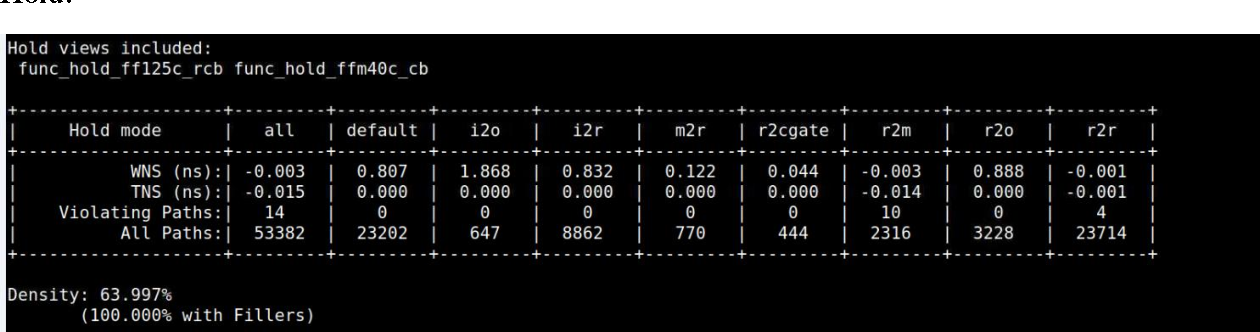 Hold views included:
 func_hold_ff125c_rcb func_hold_ffm40c_cb
+--------------------+---------+---------+---------+---------+---------+---------+---------+---------+---------+
|     Hold mode      |   all   | default |   i2o   |   i2r   |   m2r   | r2cgate |   r2m   |   r2o   |   r2r   |
+--------------------+---------+---------+---------+---------+---------+---------+---------+---------+---------+
|           WNS (ns):| -0.003  |  0.807  |  1.868  |  0.832  |  0.122  |  0.044  | -0.003  |  0.888  | -0.001  |
|           TNS (ns):| -0.015  |  0.000  |  0.000  |  0.000  |  0.000  |  0.000  | -0.014  |  0.000  | -0.001  |
|    Violating Paths:|   14    |    0    |    0    |    0    |    0    |    0    |   10    |    0    |    4    |
|          All Paths:|  53382  |  23202  |   647   |  8862   |   770   |   444   |  2316   |  3228   |  23714  |
+--------------------+---------+---------+---------+---------+---------+---------+---------+---------+---------+
Density: 63.997%
       (100.000% with Fillers)